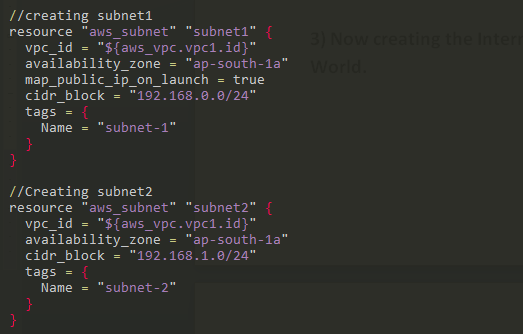 //creating subnet1
resource "aws_subnet" "subnet1" {
  vpc_id = "${aws_vpc.vpc1.id}"
  availability_zone = "ap-south-1a"
  map_public_ip_on_launch = true
  cidr_block = "192.168.0.0/24"
  tags = {
    Name = "subnet-1"
  }
}
//Creating subnet2
resource "aws_subnet" "subnet2" {
  vpc_id = "${aws_vpc.vpc1.id}"
  availability_zone = "ap-south-1a"
  cidr_block = "192.168.1.0/24"
  tags = {
    Name = "subnet-2"
  }
}
3) Now creating the Inter
World.